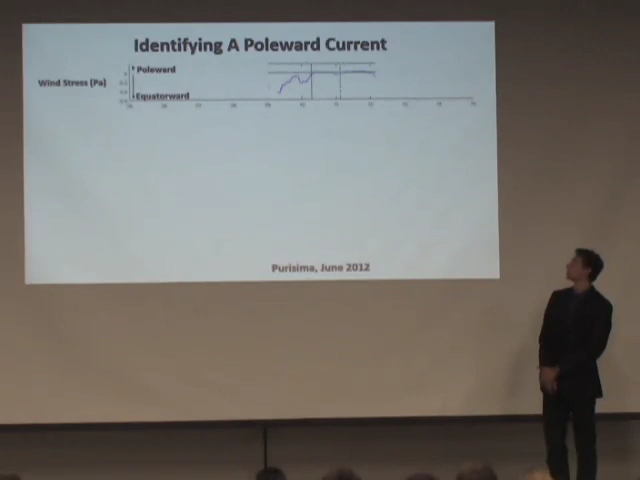 Identifying A Poleward Current
Poleward
Wind Stress (Pa)
Equatorward
Purisima, June 2012